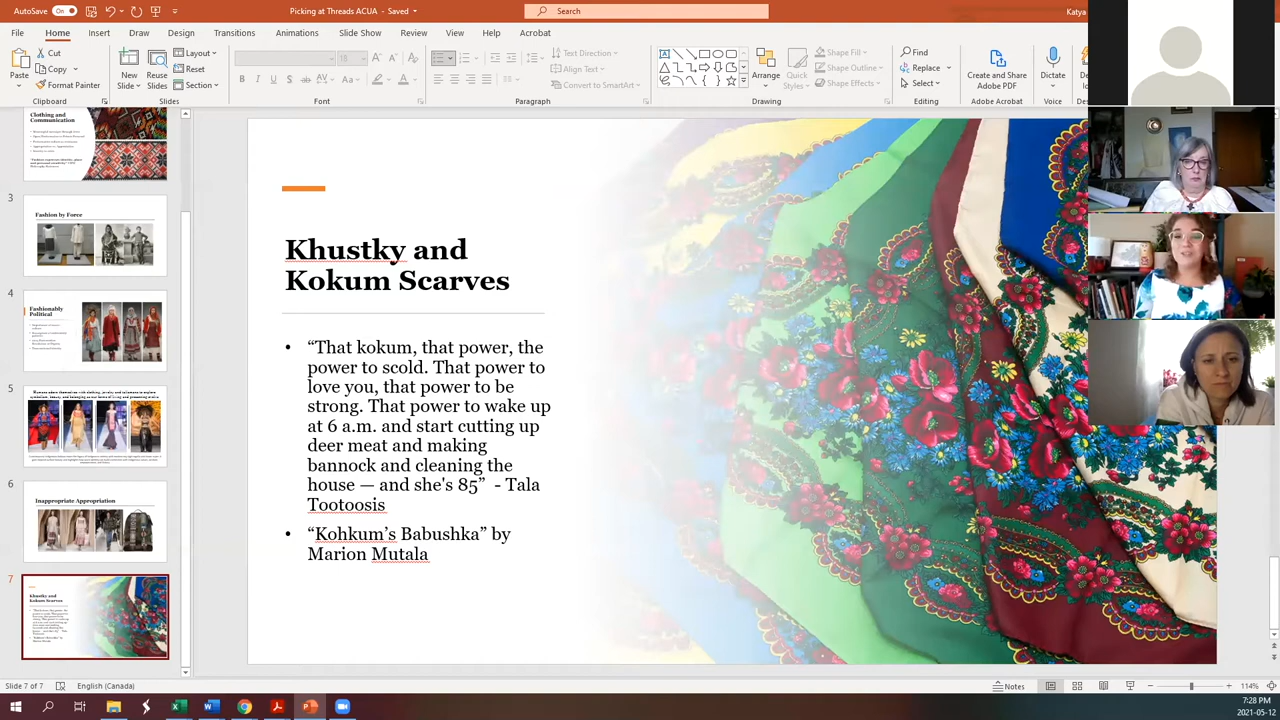 AutoSave
On
Picking at Threads ACUA - Saved
Search
Katya
File
Home
Insert
Draw
Design
Transitions
Animations
Slide Show
Review
View
Help
Acrobat
Paste
Cut
Copy
Format Painter
Clipboard
New
Slide
Reuse
Slides
Layout
Reset
Section
Slides
18
Font
Paragraph
Text Direction
Align Text
Convert to SmartArt
Arrange
Quick
Styles
Shape Fill
Shape Outline
Shape Effects
Drawing
Find
Replace
Select
Editing
Create and Share
Adobe PDF
Adobe Acrobat
Dictate
Voice
Clothing and
Communication
3
Fashion by Force
4
Fashionably
Political
5
6
Inappropriate Appropriation
7
Khustky and
Kokum Scarves
Khustky and
Kokum Scarves
• “That kokum, that power, the
power to scold. That power to
love you, that power to be
strong. That power to wake up
at 6 a.m. and start cutting up
deer meat and making
bannock and cleaning the
house — and she's 85” - Tala
Tootoosis
• “Kohkum’s Babushka” by
Marion Mutala
Slide 7 of 7
English (Canada)
Notes
114%
7:28 PM
2021-05-12